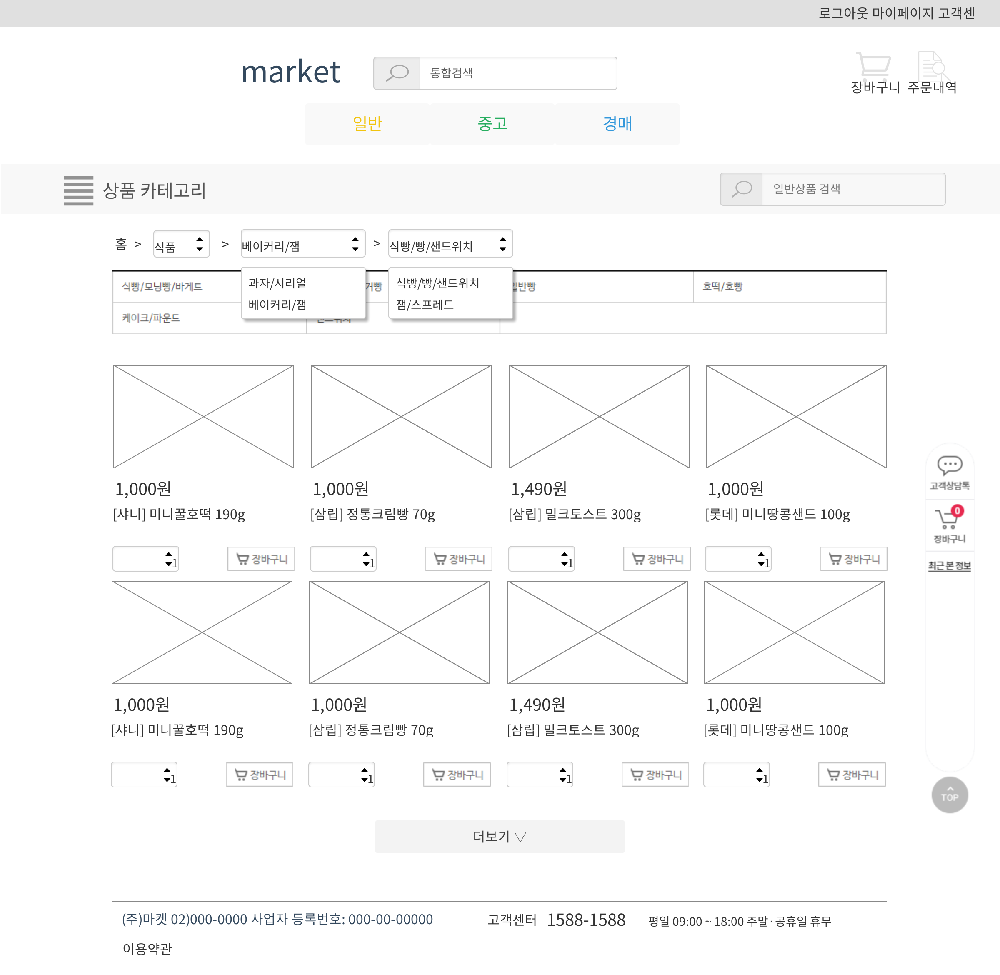 로그아웃 마이페이지 고객센
market
통합검색
장바구니 주문내역
일반 중고 경매
상품 카테고리
일반상품 검색
홈 > 식품 > 베이커리/잼 > 식빵/빵/샌드위치
과자/시리얼
베이커리/잼
식빵/빵/샌드위치
잼/스프레드
식빵/모닝빵/바게트 거빵 일반빵 호떡/호빵
케이크/파운드
1,000원 1,000원 1,490원 1,000원
[샤니] 미니꿀호떡 190g [삼립] 정통크림빵 70g [삼립] 밀크토스트 300g [롯데] 미니땅콩샌드 100g
1 장바구니 1 장바구니 1 장바구니 1 장바구니
고객상담톡
0
장바구니
최근 본 정보
1,000원 1,000원 1,490원 1,000원
[샤니] 미니꿀호떡 190g [삼립] 정통크림빵 70g [삼립] 밀크토스트 300g [롯데] 미니땅콩샌드 100g
1 장바구니 1 장바구니 1 장바구니 1 장바구니
TOP
더보기 ▽
(주)마켓 02)000-0000 사업자 등록번호: 000-00-00000 고객센터 1588-1588 평일 09:00 ~ 18:00 주말·공휴일 휴무
이용약관